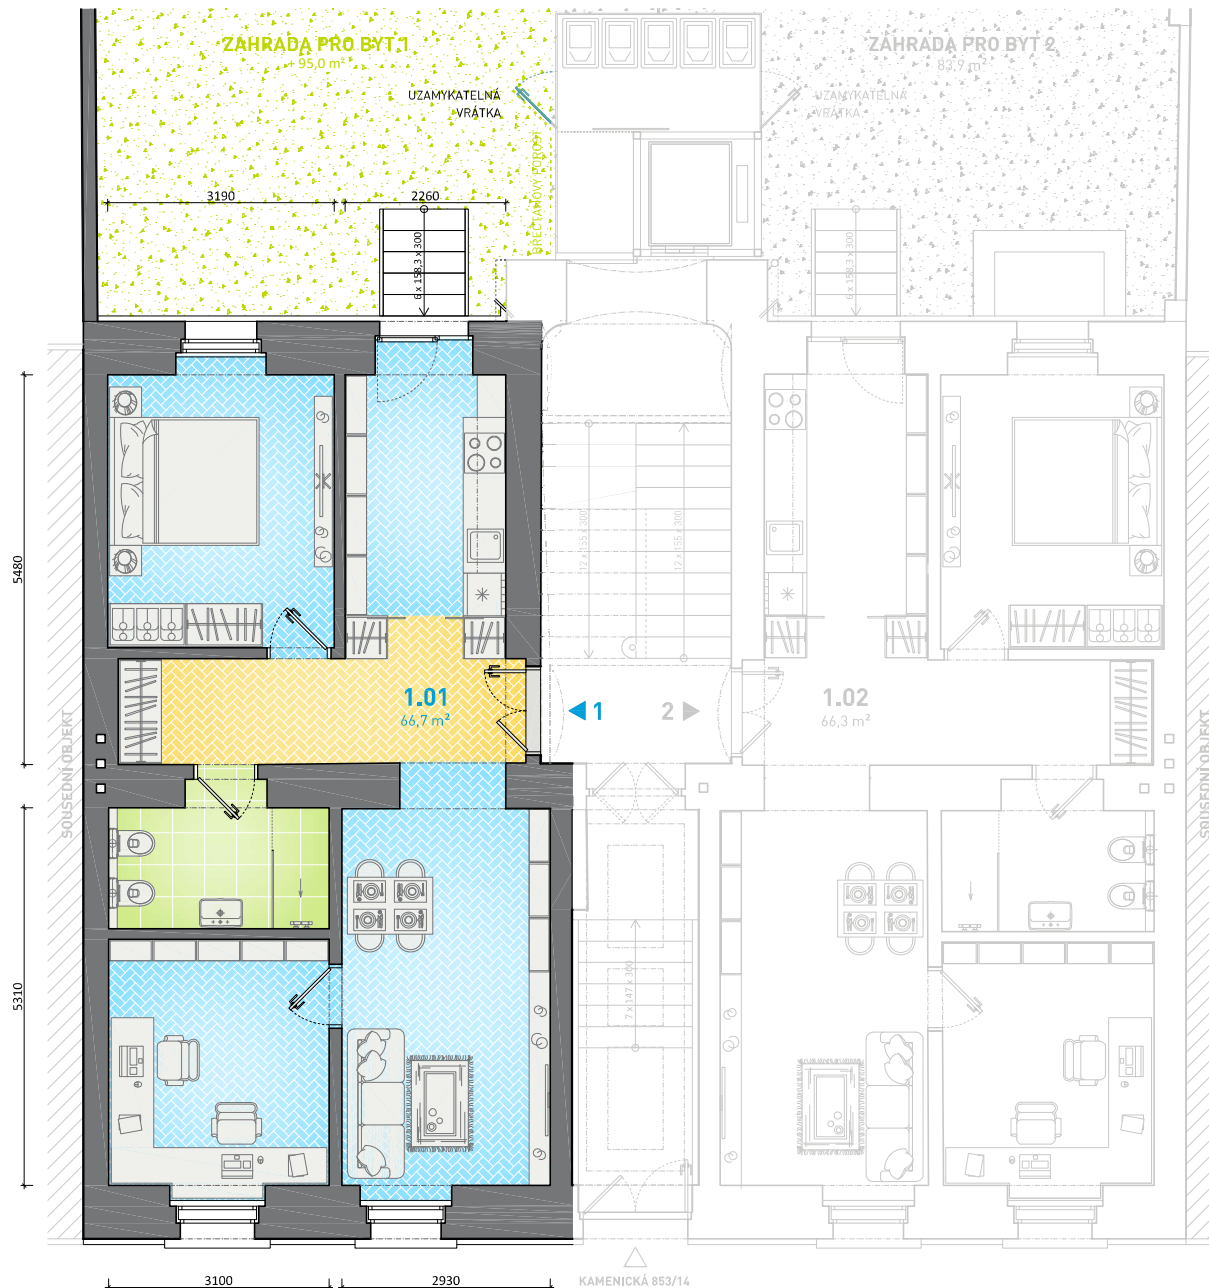 ZAHRADA PRO BYT 1
+ 95,0 m²
ZAHRADA PRO BYT 2
83,9 m²
UZAMYKATELNÁ
VRÁTKA
UZAMYKATELNÁ
VRÁTKA
BŘEČŤANOVÝ POROST
3190
2260
6 x 158,3 x 300
6 x 158,3 x 300
5480
12 x 155 x 300
12 x 155 x 300
1.01
66,7 m²
1
2
1.02
66,3 m²
SOUSEDNÍ OBJEKT
SOUSEDNÍ OBJEKT
5310
7 x 147 x 300
3100
2930
KAMENICKÁ 853/14